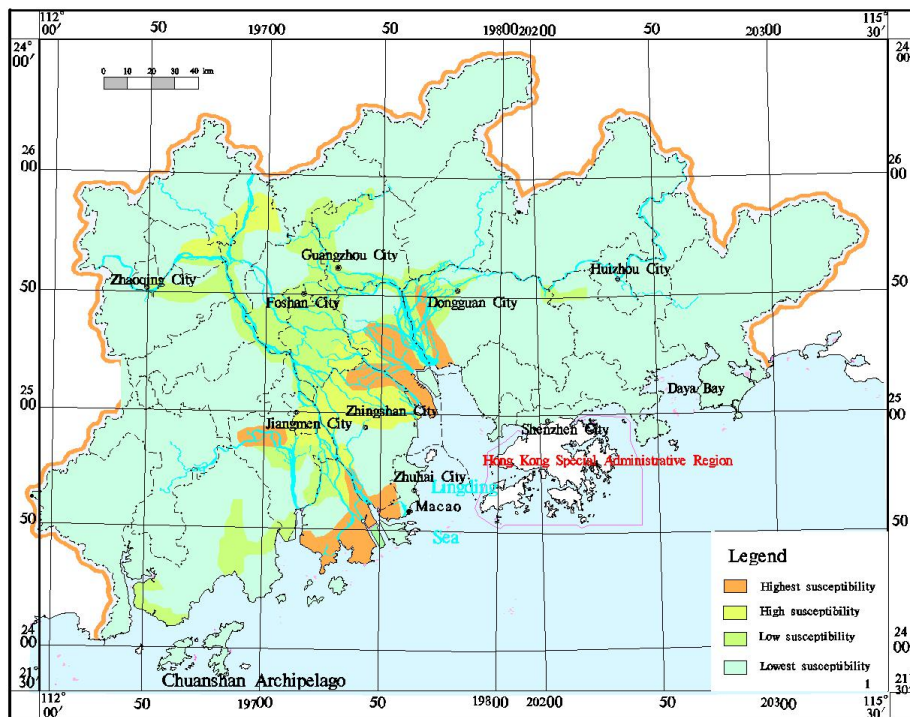 112°
00′
50
19700
50
19800
20200
50
20300
115°
30′
24°
00′
24
00
0 10 20 30 40 km
26
00
26
00
Guangzhou City
Zhaoqing City
Huizhou City
50
Foshan City
Dongguan City
50
Daya Bay
25
00
25
00
Zhingshan City
Jiangmen City
Shenzhen City
Hong Kong Special Administrative Region
Zhuhai City
Lingding
Macao
50
50
Sea
Legend
Highest susceptibility
High susceptibility
Low susceptibility
Lowest susceptibility
1
24
00
24
00
21°
30′
21°
30′
Chuanshan Archipelago
112°
00′
50
19700
50
19800
20200
50
20300
115°
30′